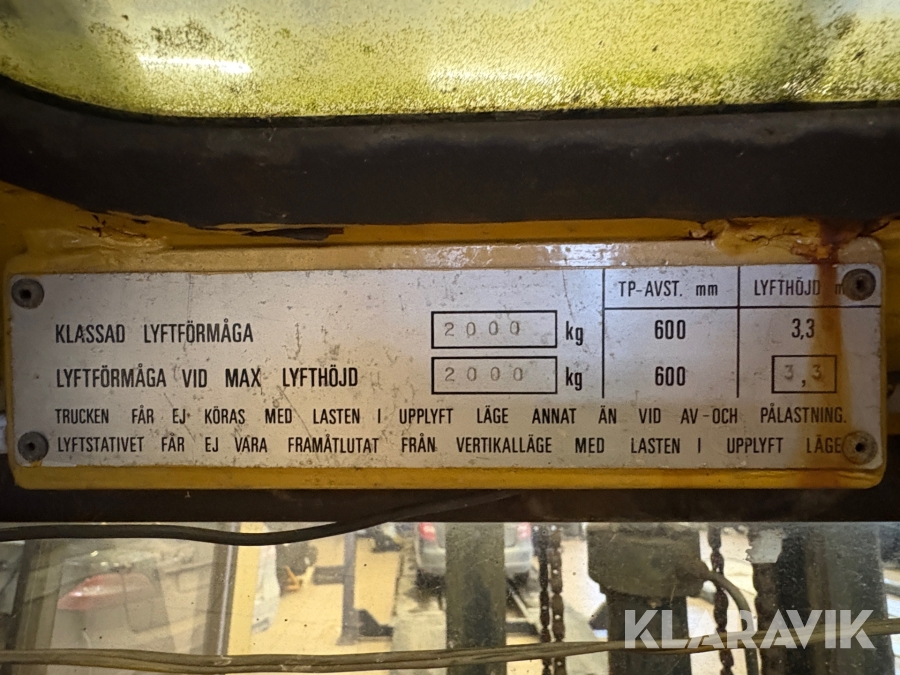 TP-AVST. mm LYFTHÖJD m
KLASSAD LYFTFÖRMÅGA 2000 kg 600 3,3
LYFTFÖRMÅGA VID MAX LYFTHÖJD 2000 kg 600 3,3
TRUCKEN FÅR EJ KÖRAS MED LASTEN I UPPLYFT LÄGE ANNAT ÄN VID AV-OCH PÅLASTNING.
LYFTSTATIVET FÅR EJ VARA FRAMÅTLUTAT FRÅN VERTIKALLÄGE MED LASTEN I UPPLYFT LÄGE
KLARAVIK